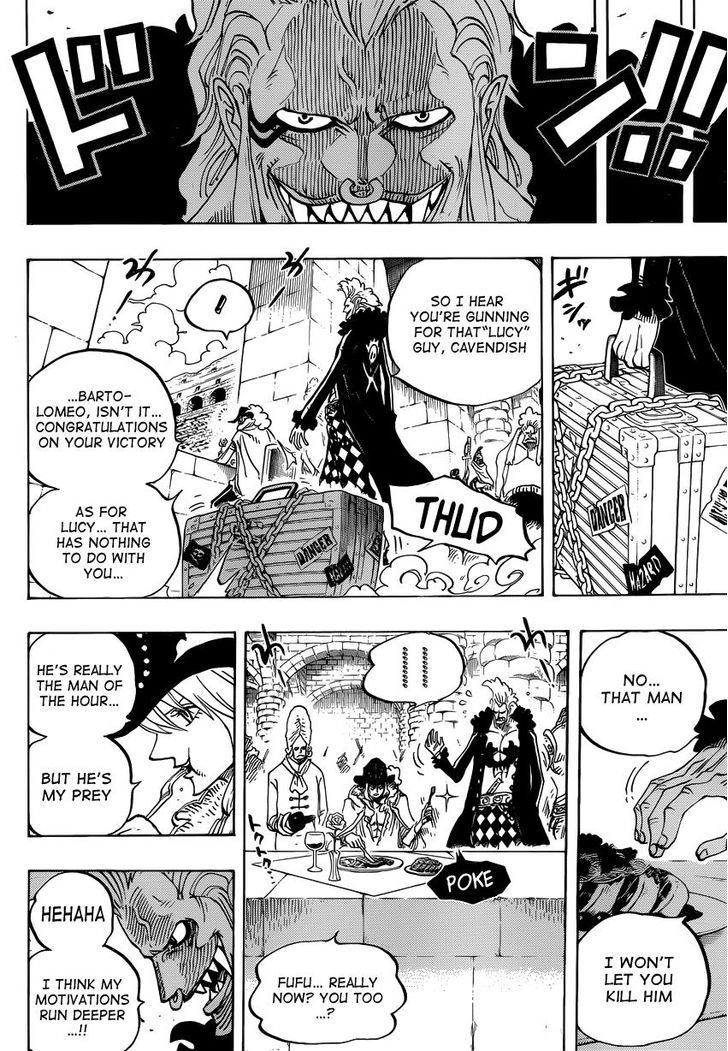 ドン!!
ギッ
SO I HEAR
YOU'RE GUNNING
FOR THAT "LUCY"
GUY, CAVENDISH
!
...BARTO-
LOMEO, ISN'T IT...
CONGRATULATIONS
ON YOUR VICTORY
AS FOR
LUCY... THAT
HAS NOTHING
TO DO WITH
YOU...
THUD
DANGER
DANGER
NO...
THAT MAN
...
I WON'T
LET YOU
KILL HIM
!!
POKE
FUFU... REALLY
NOW? YOU TOO
...?
HE'S REALLY
THE MAN OF
THE HOUR...
BUT HE'S
MY PREY
HEHAHA
I THINK MY
MOTIVATIONS
RUN DEEPER
...!!